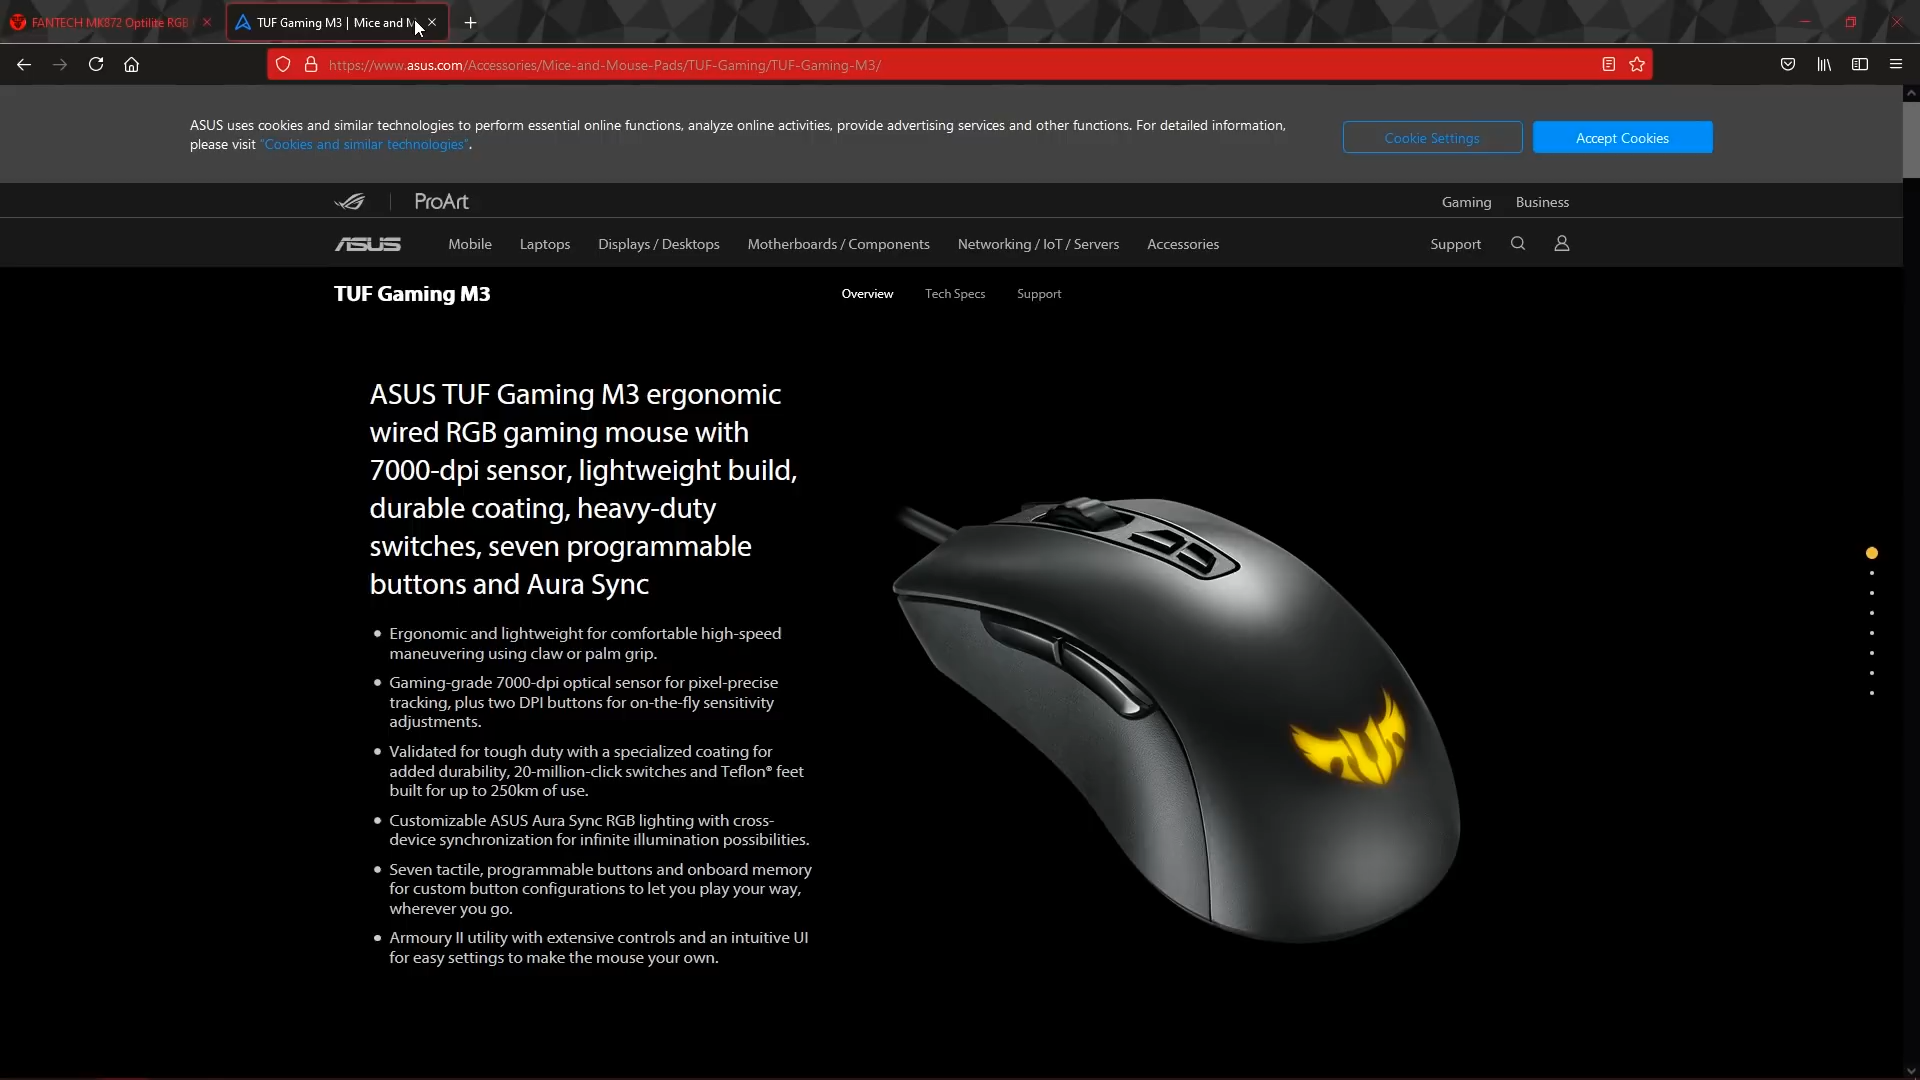 FANTECH MK872 Optilite RGB
TUF Gaming M3 | Mice and M
https://www.asus.com/Accessories/Mice-and-Mouse-Pads/TUF-Gaming/TUF-Gaming-M3/
ASUS uses cookies and similar technologies to perform essential online functions, analyze online activities, provide advertising services and other functions. For detailed information,
please visit "Cookies and similar technologies".
Cookie Settings
Accept Cookies
ProArt
Gaming
Business
ASUS
Mobile
Laptops
Displays / Desktops
Motherboards / Components
Networking / IoT / Servers
Accessories
Support
TUF Gaming M3
Overview
Tech Specs
Support
ASUS TUF Gaming M3 ergonomic
wired RGB gaming mouse with
7000-dpi sensor, lightweight build,
durable coating, heavy-duty
switches, seven programmable
buttons and Aura Sync
• Ergonomic and lightweight for comfortable high-speed
maneuvering using claw or palm grip.
• Gaming-grade 7000-dpi optical sensor for pixel-precise
tracking, plus two DPI buttons for on-the-fly sensitivity
adjustments.
• Validated for tough duty with a specialized coating for
added durability, 20-million-click switches and Teflon® feet
built for up to 250km of use.
• Customizable ASUS Aura Sync RGB lighting with cross-
device synchronization for infinite illumination possibilities.
• Seven tactile, programmable buttons and onboard memory
for custom button configurations to let you play your way,
wherever you go.
• Armoury II utility with extensive controls and an intuitive UI
for easy settings to make the mouse your own.
TUF